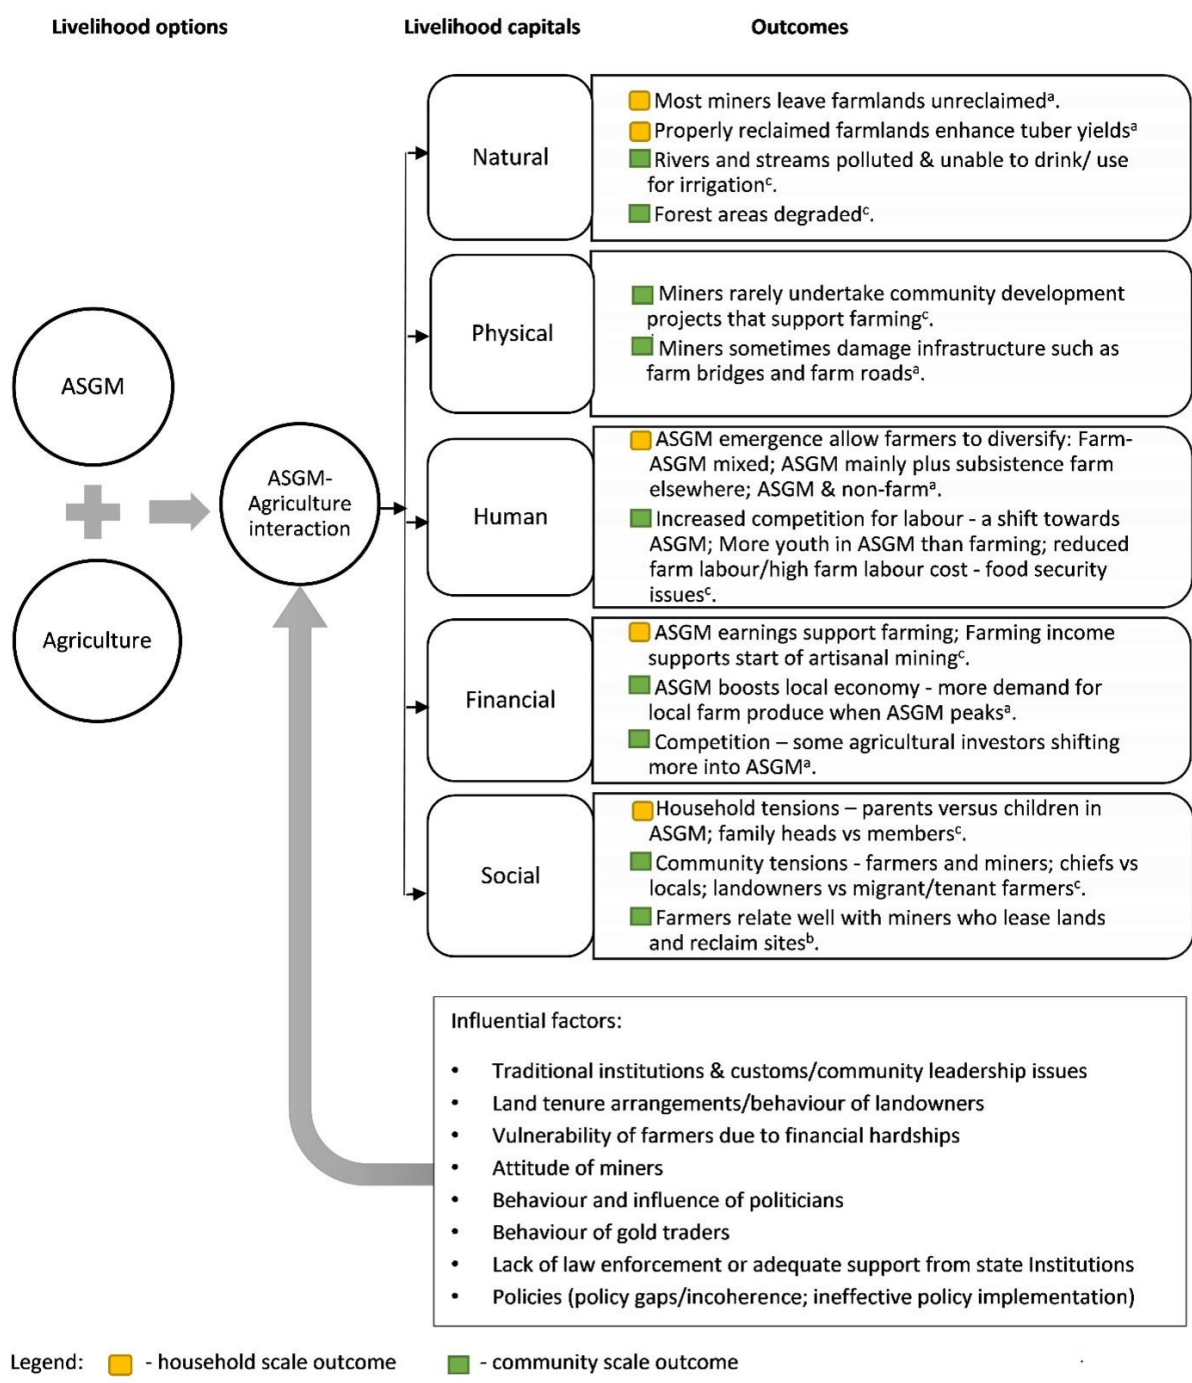 Livelihood options
Livelihood capitals
Outcomes
ASGM
Agriculture
ASGM-
Agriculture
interaction
Natural
Most miners leave farmlands unreclaimedᵃ.
Properly reclaimed farmlands enhance tuber yieldsᵃ
Rivers and streams polluted & unable to drink/ use
for irrigationᶜ.
Forest areas degradedᶜ.
Physical
Miners rarely undertake community development
projects that support farmingᶜ.
Miners sometimes damage infrastructure such as
farm bridges and farm roadsᵃ.
Human
ASGM emergence allow farmers to diversify: Farm-
ASGM mixed; ASGM mainly plus subsistence farm
elsewhere; ASGM & non-farmᵃ.
Increased competition for labour - a shift towards
ASGM; More youth in ASGM than farming; reduced
farm labour/high farm labour cost - food security
issuesᶜ.
Financial
ASGM earnings support farming; Farming income
supports start of artisanal miningᶜ.
ASGM boosts local economy - more demand for
local farm produce when ASGM peaksᵃ.
Competition – some agricultural investors shifting
more into ASGMᵃ.
Social
Household tensions – parents versus children in
ASGM; family heads vs membersᶜ.
Community tensions - farmers and miners; chiefs vs
locals; landowners vs migrant/tenant farmersᶜ.
Farmers relate well with miners who lease lands
and reclaim sitesᵇ.
Influential factors:
• Traditional institutions & customs/community leadership issues
• Land tenure arrangements/behaviour of landowners
• Vulnerability of farmers due to financial hardships
• Attitude of miners
• Behaviour and influence of politicians
• Behaviour of gold traders
• Lack of law enforcement or adequate support from state Institutions
• Policies (policy gaps/incoherence; ineffective policy implementation)
Legend: - household scale outcome - community scale outcome